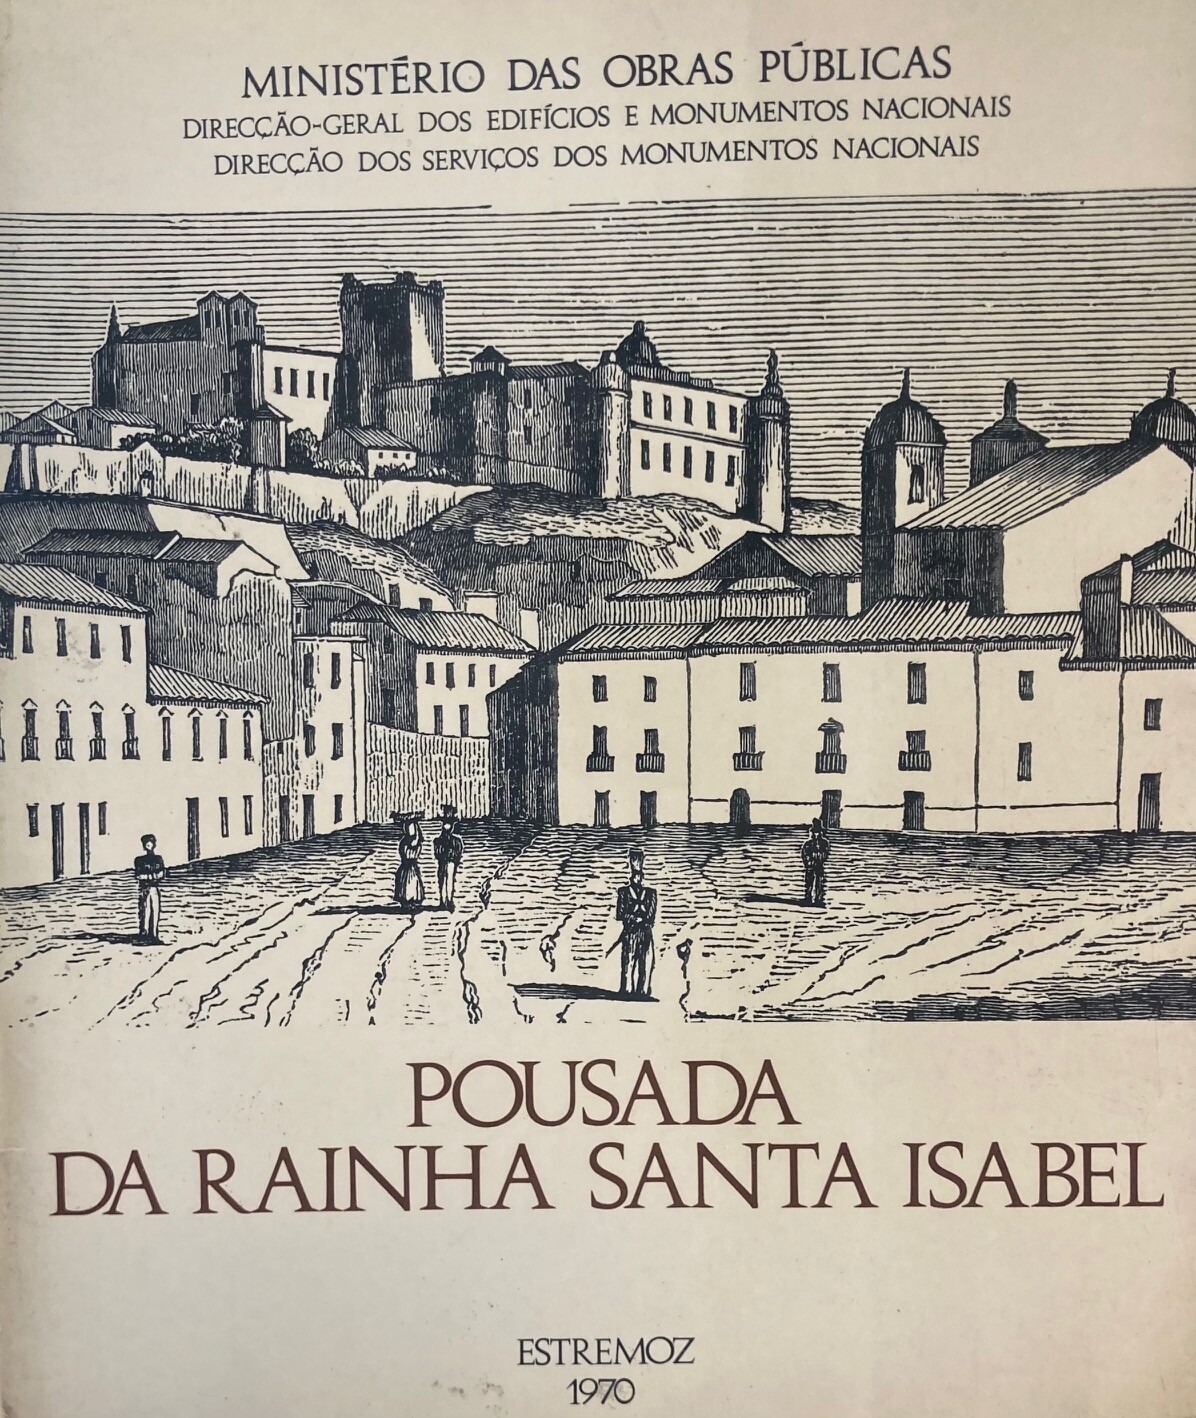 MINISTÉRIO DAS OBRAS PÚBLICAS
DIRECÇÃO-GERAL DOS EDIFÍCIOS E MONUMENTOS NACIONAIS
DIRECÇÃO DOS SERVIÇOS DOS MONUMENTOS NACIONAIS
POUSADA
DA RAINHA SANTA ISABEL
ESTREMOZ
1970